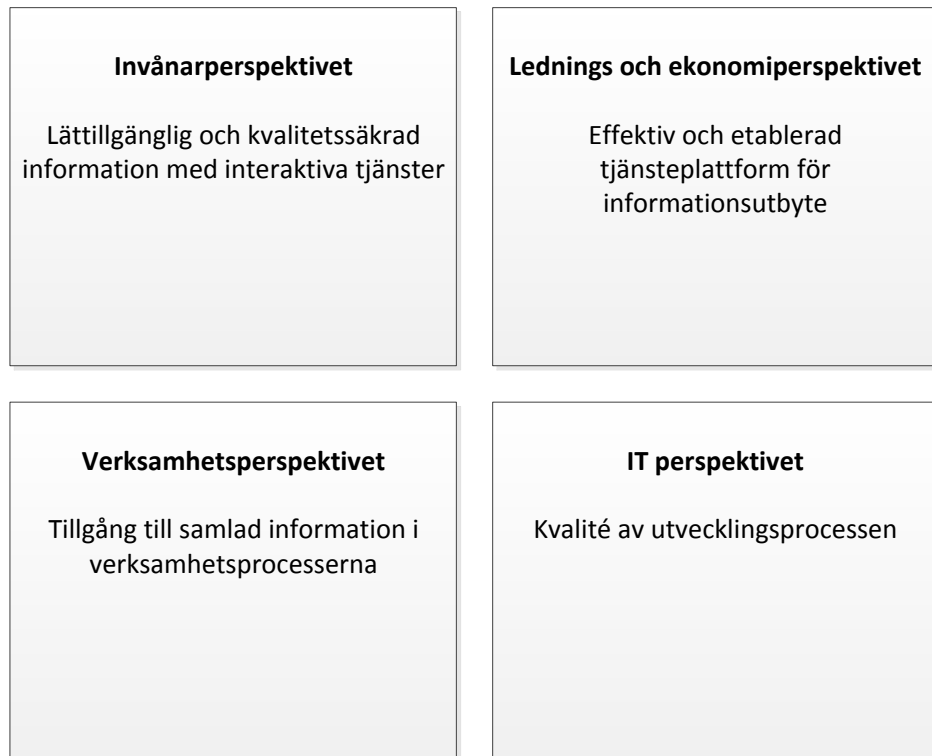 Invånarperspektivet
Lättillgänglig och kvalitetssäkrad
information med interaktiva tjänster
Lednings och ekonomiperspektivet
Effektiv och etablerad
tjänsteplattform för
informationsutbyte
Verksamhetsperspektivet
Tillgång till samlad information i
verksamhetsprocesserna
IT perspektivet
Kvalité av utvecklingsprocessen